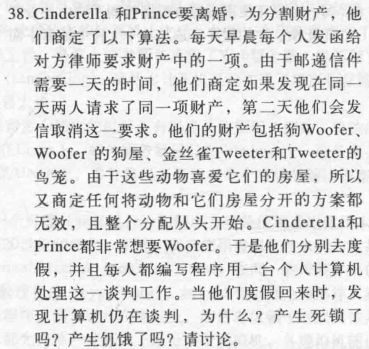 38.Cinderella 和Prince要离婚，为分割财产，他
们商定了以下算法。每天早晨每个人发函给
对方律师要求财产中的一项。由于邮递信件
需要一天的时间，他们商定如果发现在同一
天两人请求了同一项财产，第二天他们会发
信取消这一要求。他们的财产包括狗Woofer、
Woofer 的狗屋、金丝雀Tweeter和Tweeter的
鸟笼。由于这些动物喜爱它们的房屋，所以
又商定任何将动物和它们房屋分开的方案都
无效，且整个分配从头开始。Cinderella和
Prince都非常想要Woofer。于是他们分别去度
假，并且每人都编写程序用一台个人计算机
处理这一谈判工作。当他们度假回来时，发
现计算机仍在谈判，为什么？产生死锁了
吗？产生饥饿了吗？请讨论。